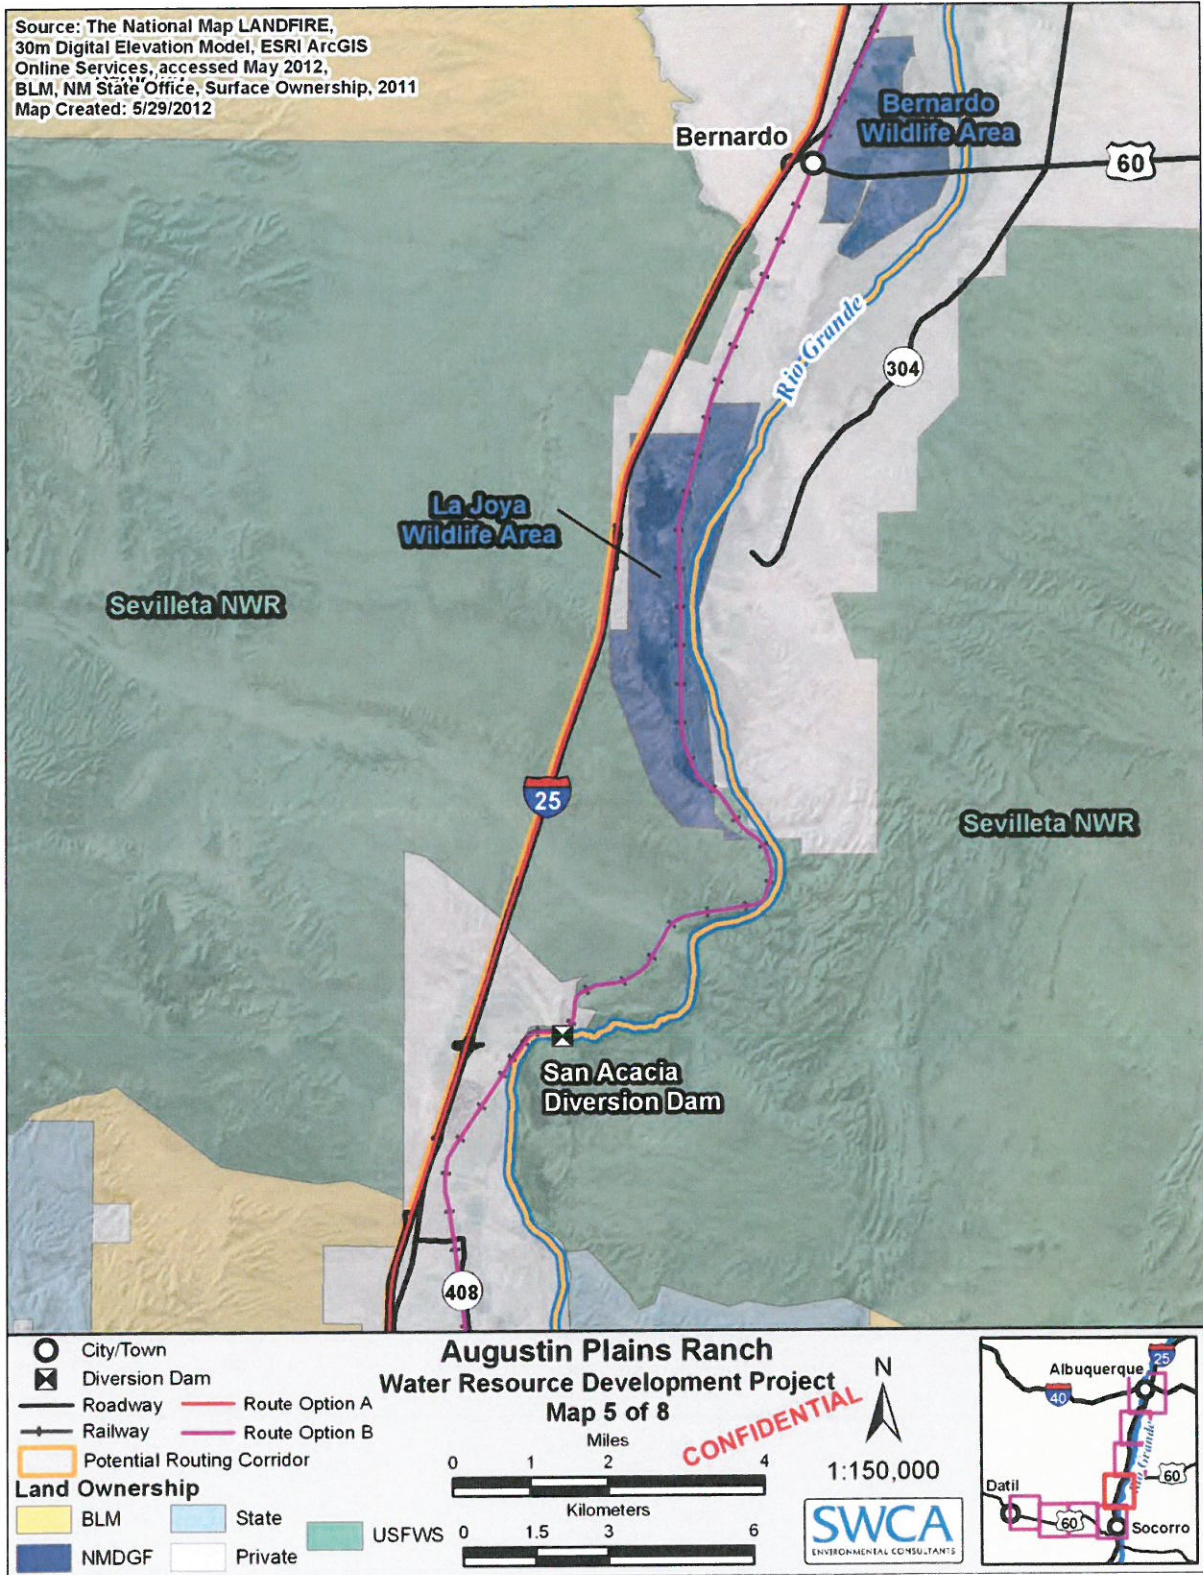 Source: The National Map LANDFIRE,
30m Digital Elevation Model, ESRI ArcGIS
Online Services, accessed May 2012,
BLM, NM State Office, Surface Ownership, 2011
Map Created: 5/29/2012
Bernardo
Wildlife Area
Bernardo
60
Rio Grande
304
La Joya
Wildlife Area
Sevilleta NWR
25
Sevilleta NWR
San Acacia
Diversion Dam
408
City/Town
Diversion Dam
Roadway
Route Option A
Railway
Route Option B
Potential Routing Corridor
Land Ownership
BLM
State
USFWS
NMDGF
Private
Augustin Plains Ranch
Water Resource Development Project
Map 5 of 8
CONFIDENTIAL
Miles
0 1 2 4
Kilometers
0 1.5 3 6
N
1:150,000
SWCA
ENVIRONMENTAL CONSULTANTS
Albuquerque
25
40
Rio Grande
60
Datil
60
Socorro